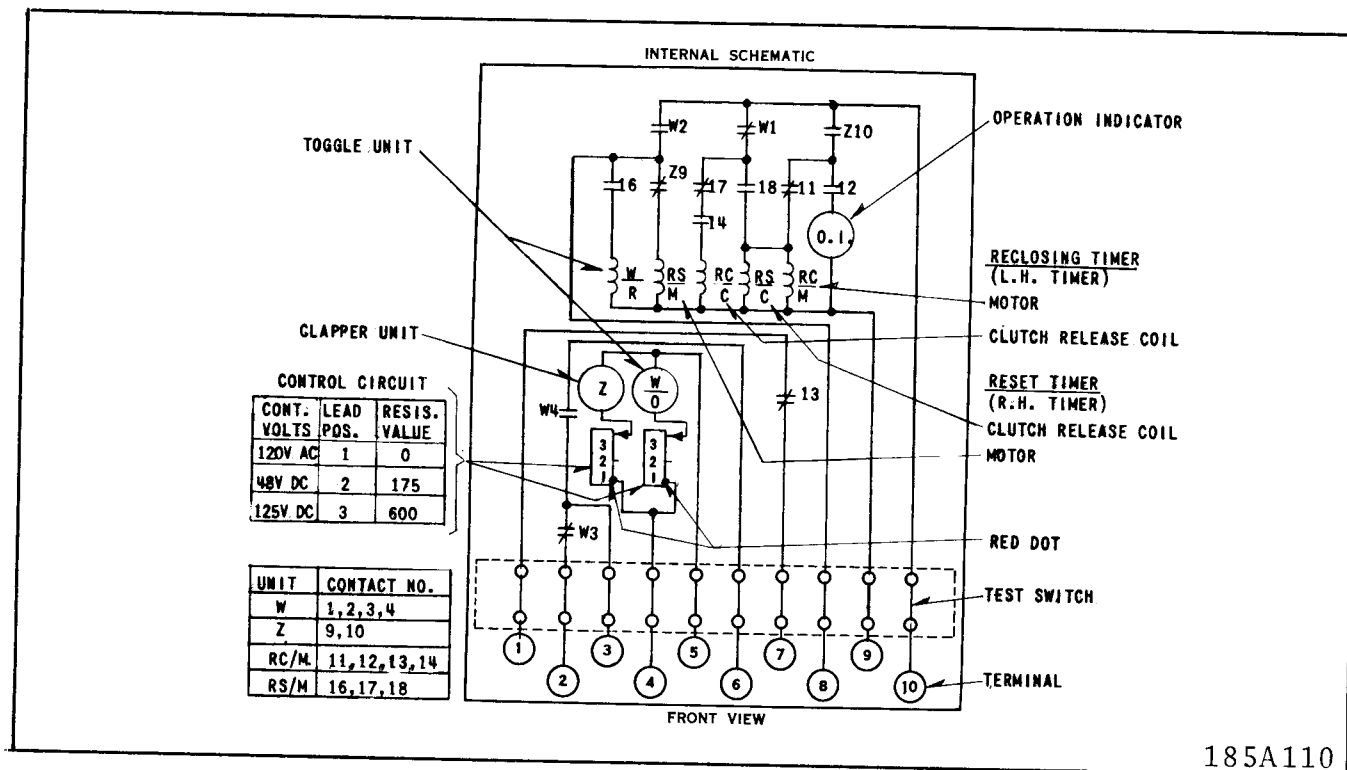 INTERNAL SCHEMATIC
OPERATION INDICATOR
TOGGLE UNIT
W2
W1
Z10
16
Z9
17
18
11
12
14
O.I.
W
R
RS
M
RC
C
RS
C
RC
M
RECLOSING TIMER
(L.H. TIMER)
MOTOR
CLUTCH RELEASE COIL
RESET TIMER
(R.H. TIMER)
CLUTCH RELEASE COIL
MOTOR
CLAPPER UNIT
Z
W
O
13
W4
3
2
1
3
2
1
W3
CONTROL CIRCUIT
CONT. VOLTS LEAD POS. RESIS. VALUE
120V AC 1 0
48V DC 2 175
125V DC 3 600
RED DOT
TEST SWITCH
UNIT CONTACT NO.
W 1,2,3,4
Z 9,10
RC/M. 11,12,13,14
RS/M 16,17,18
1
2
3
4
5
6
7
8
9
10
TERMINAL
FRONT VIEW
185A110